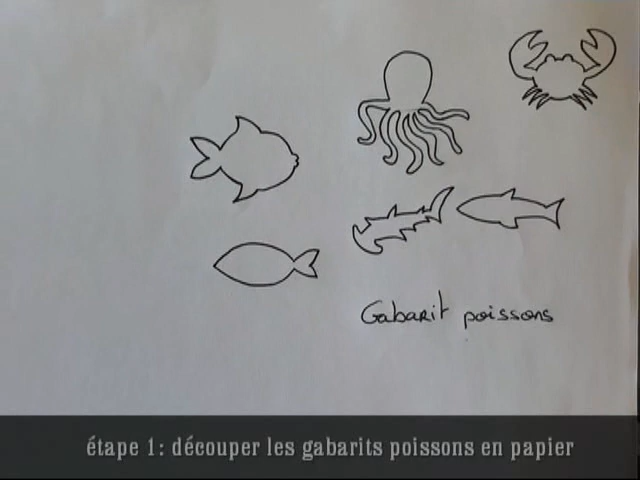 Gabarit poissons
étape 1: découper les gabarits poissons en papier